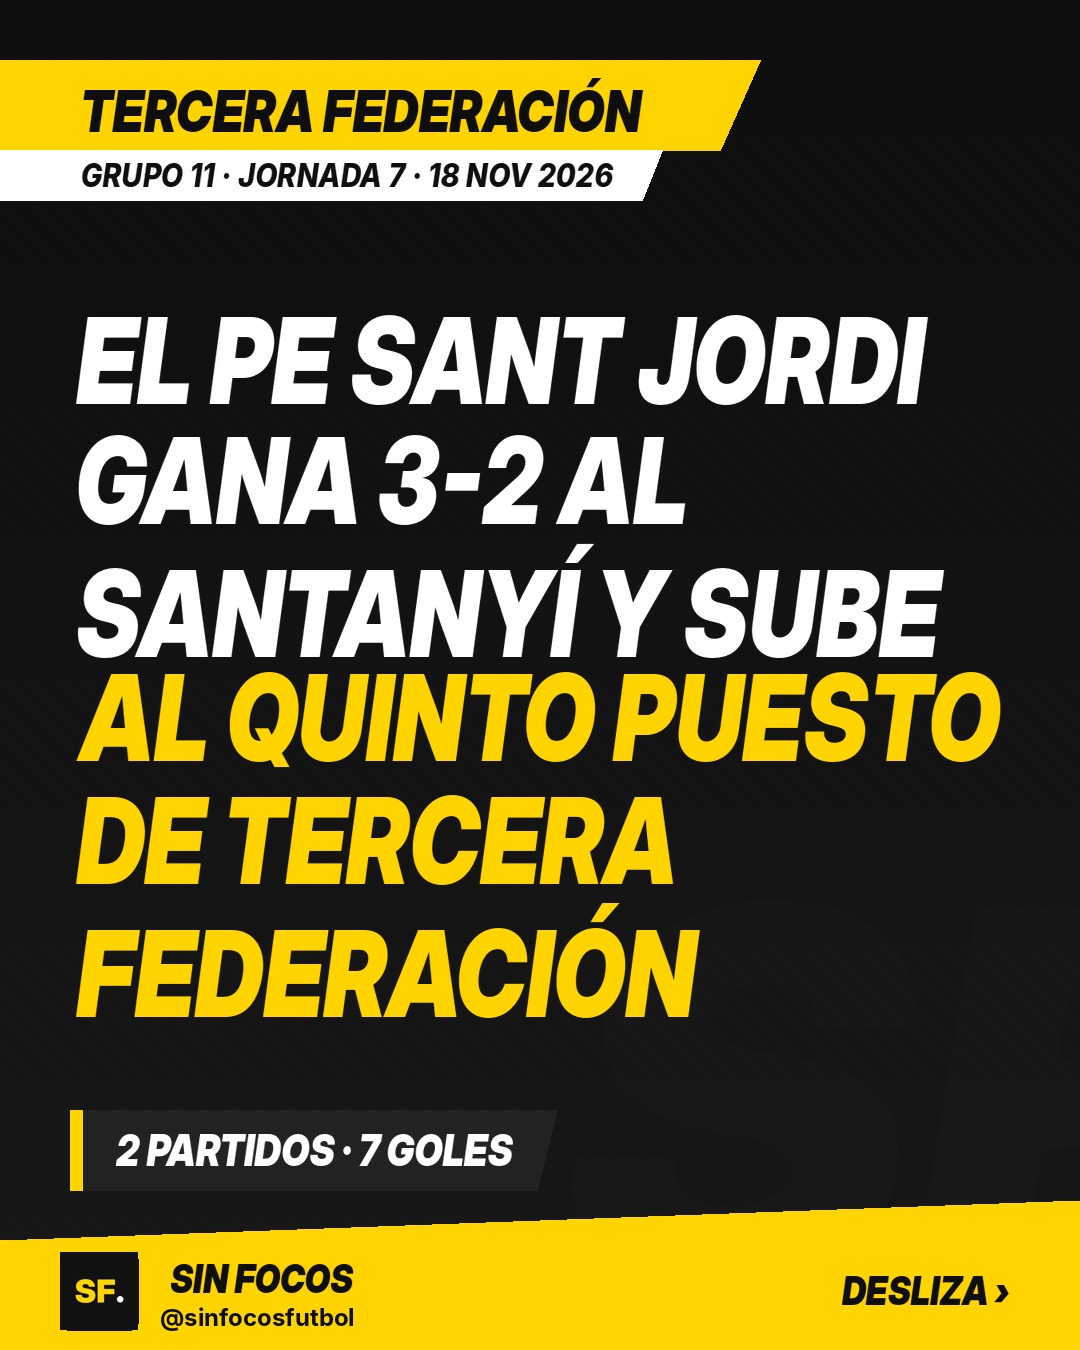 TERCERA FEDERACIÓN
GRUPO 11 · JORNADA 7 · 18 NOV 2026
EL PE SANT JORDI
GANA 3-2 AL
SANTANYÍ Y SUBE
AL QUINTO PUESTO
DE TERCERA
FEDERACIÓN
2 PARTIDOS · 7 GOLES
SF.
SIN FOCOS
@sinfocosfutbol
DESLIZA ›